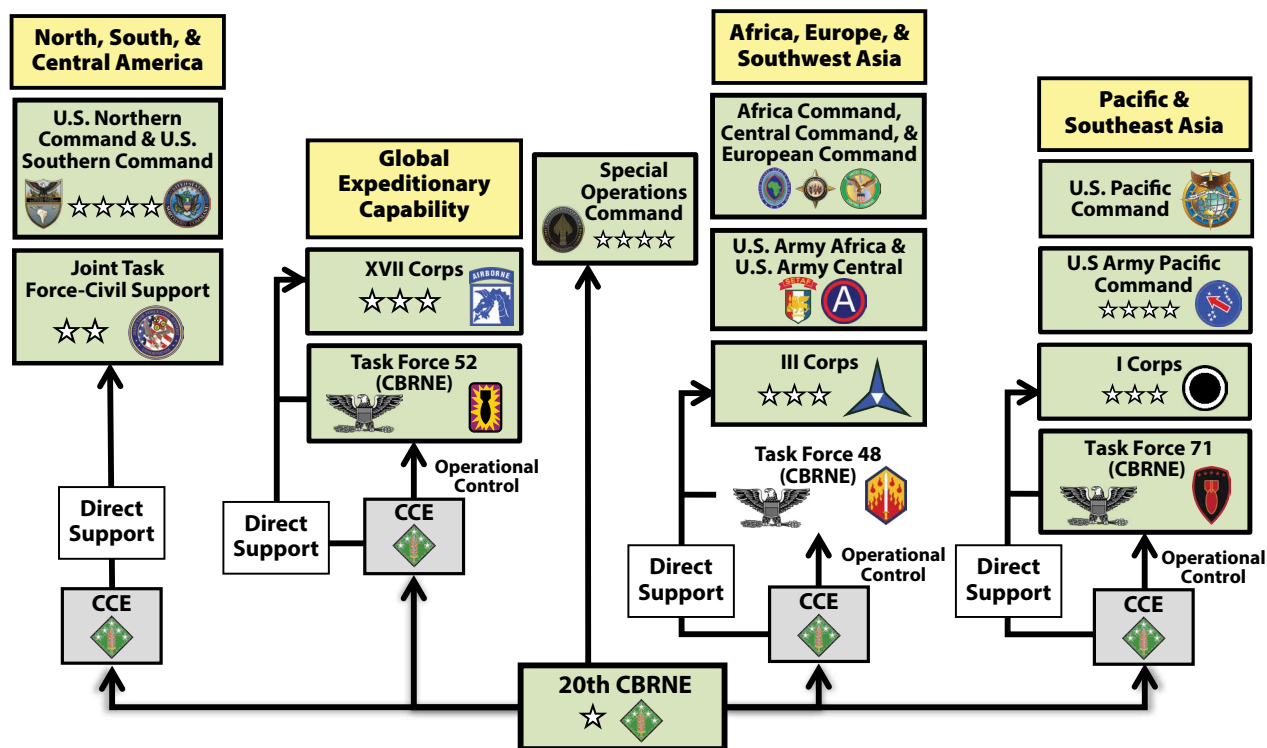 North, South, &
Central America
U.S. Northern
Command & U.S.
Southern Command
Joint Task
Force-Civil Support
Direct
Support
CCE
Global
Expeditionary
Capability
XVII Corps
AIRBORNE
Task Force 52
(CBRNE)
Operational
Control
Direct
Support
CCE
Special
Operations
Command
20th CBRNE
Africa, Europe, &
Southwest Asia
Africa Command,
Central Command, &
European Command
U.S. Army Africa &
U.S. Army Central
SETAF
A
III Corps
Task Force 48
(CBRNE)
Operational
Control
Direct
Support
CCE
Pacific &
Southeast Asia
U.S. Pacific
Command
U.S Army Pacific
Command
I Corps
Task Force 71
(CBRNE)
Operational
Control
Direct
Support
CCE